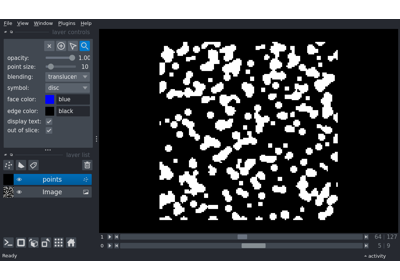 File View Window Plugins Help
layer controls
opacity: 1.00
point size: 10
blending: translucen
symbol: disc
face color: blue
edge color: black
display text:
out of slice:
layer list
points
Image
1 64 127
0 5 9
Ready activity